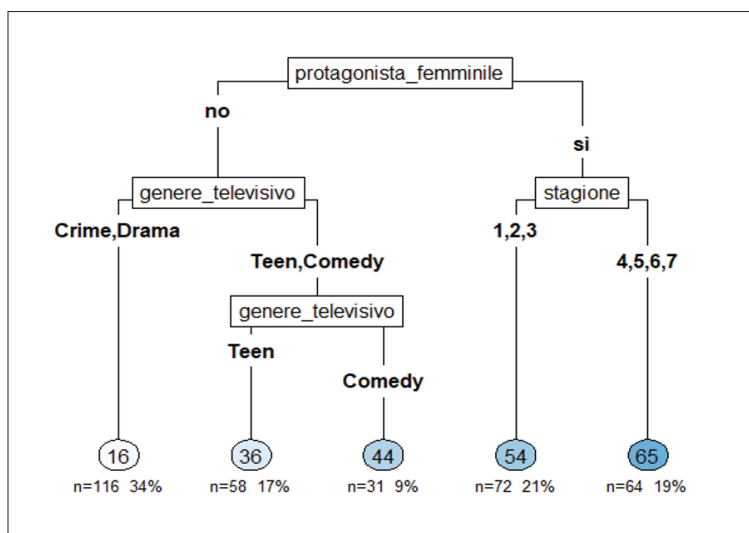 protagonista_femminile
no
sì
genere_televisivo
stagione
Crime,Drama
1,2,3
Teen,Comedy
4,5,6,7
genere_televisivo
Teen
Comedy
16
36
44
54
65
n=116 34%
n=58 17%
n=31 9%
n=72 21%
n=64 19%